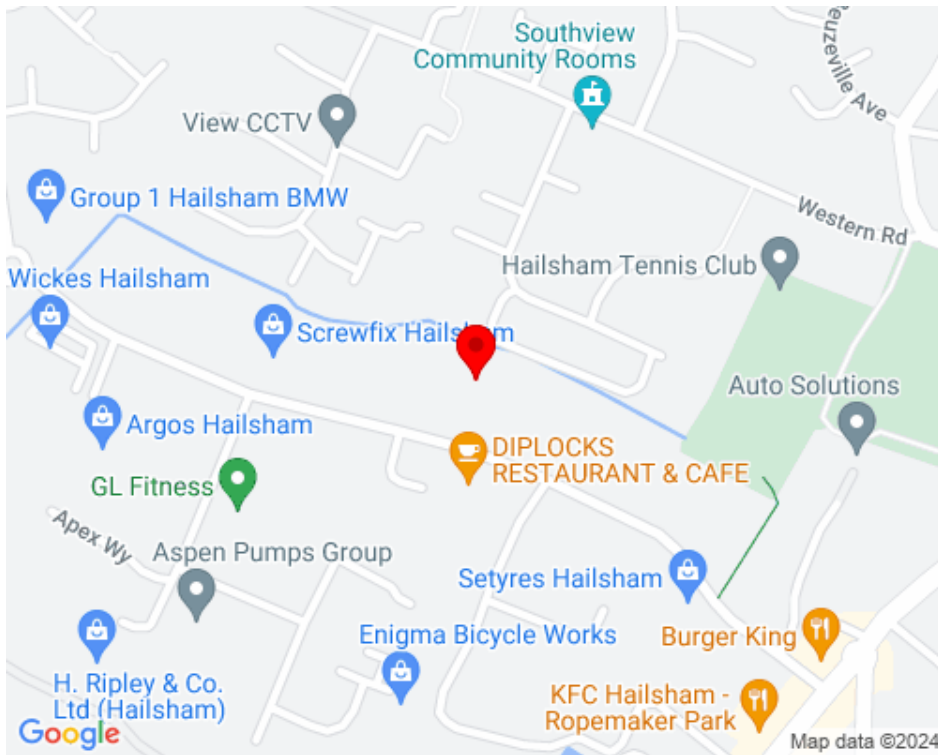 Southview
Community Rooms
euzeville Ave
View CCTV
Group 1 Hailsham BMW
Western Rd
Hailsham Tennis Club
Wickes Hailsham
Screwfix Hailsham
Auto Solutions
Argos Hailsham
DIPLOCKS
RESTAURANT & CAFE
GL Fitness
Apex Wy
Aspen Pumps Group
Setyres Hailsham
Enigma Bicycle Works
Burger King
H. Ripley & Co.
Ltd (Hailsham)
KFC Hailsham -
Ropemaker Park
Google
Map data ©2024